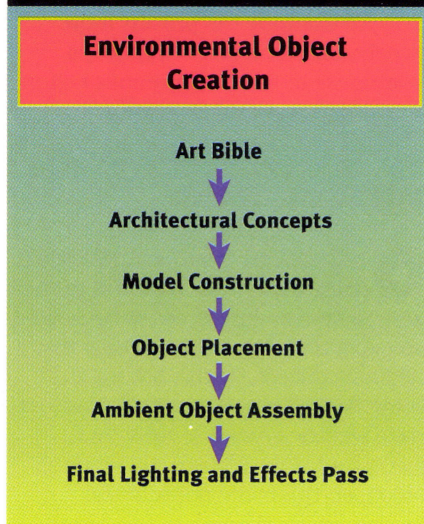 Environmental Object
Creation
Art Bible
Architectural Concepts
Model Construction
Object Placement
Ambient Object Assembly
Final Lighting and Effects Pass